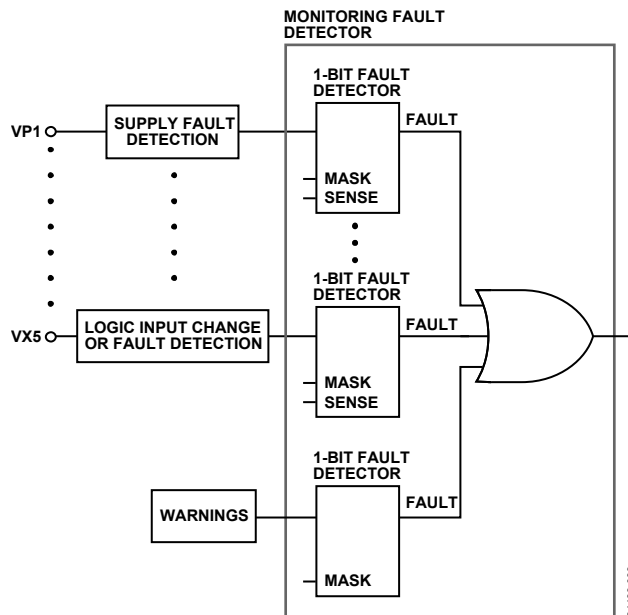 MONITORING FAULT
DETECTOR
1-BIT FAULT
DETECTOR
VP1
SUPPLY FAULT
DETECTION
FAULT
MASK
SENSE
1-BIT FAULT
DETECTOR
VX5
LOGIC INPUT CHANGE
OR FAULT DETECTION
FAULT
MASK
SENSE
1-BIT FAULT
DETECTOR
WARNINGS
FAULT
MASK